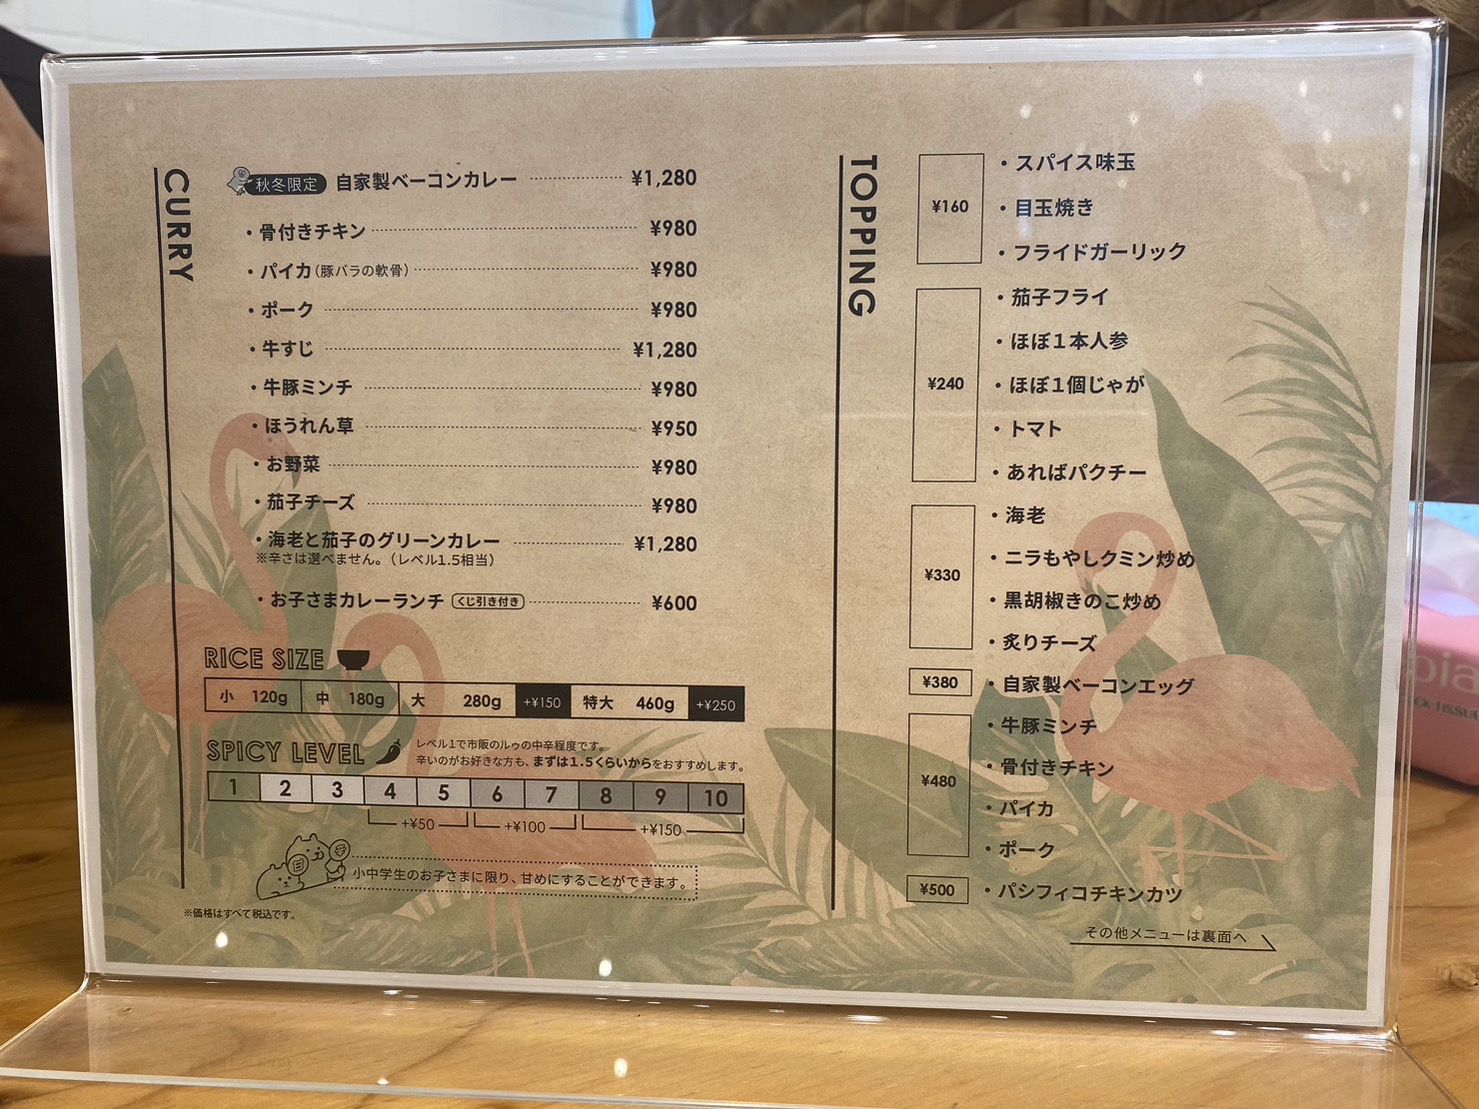 CURRY
秋冬限定 自家製ベーコンカレー ¥1,280
・骨付きチキン ¥980
・パイカ(豚バラの軟骨) ¥980
・ポーク ¥980
・牛すじ ¥1,280
・牛豚ミンチ ¥980
・ほうれん草 ¥950
・お野菜 ¥980
・茄子チーズ ¥980
・海老と茄子のグリーンカレー ¥1,280
※辛さは選べません。(レベル1.5相当)
・お子さまカレーランチ くじ引き付き ¥600
RICE SIZE
小 120g 中 180g 大 280g +¥150 特大 460g +¥250
SPICY LEVEL
レベル1で市販のルゥの中辛程度です。
辛いのがお好きな方も、まずは1.5くらいからをおすすめします。
1 2 3 4 5 6 7 8 9 10
+¥50 +¥100 +¥150
小中学生のお子さまに限り、甘めにすることができます。
※価格はすべて税込です。
TOPPING
¥160
・スパイス味玉
・目玉焼き
・フライドガーリック
¥240
・茄子フライ
・ほぼ1本人参
・ほぼ1個じゃが
・トマト
・あればパクチー
¥330
・海老
・ニラもやしクミン炒め
・黒胡椒きのこ炒め
・炙りチーズ
¥380
・自家製ベーコンエッグ
¥480
・牛豚ミンチ
・骨付きチキン
・パイカ
・ポーク
¥500
・パシフィコチキンカツ
その他メニューは裏面へ